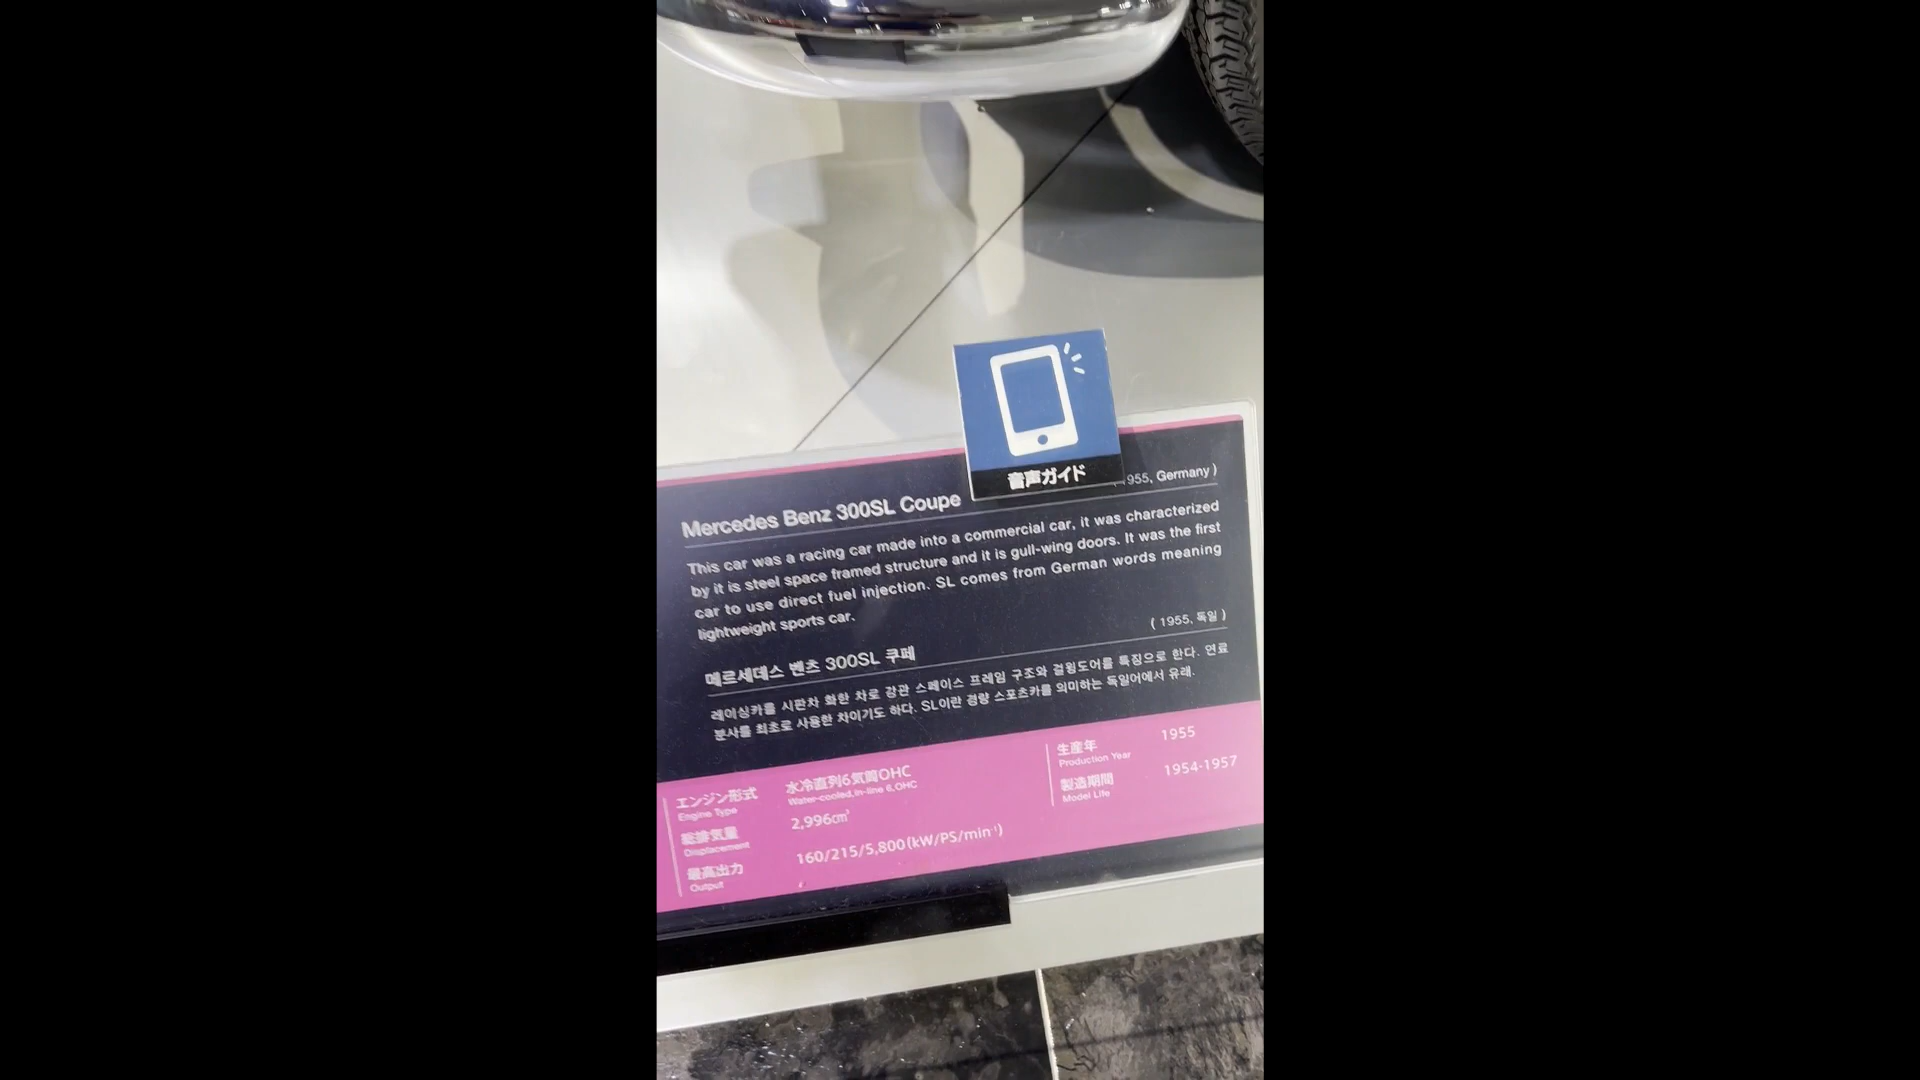 音声ガイド
Mercedes Benz 300SL Coupe
955, Germany )
This car was a racing car made into a commercial car, it was characterized
by it is steel space framed structure and it is gull-wing doors. It was the first
car to use direct fuel injection. SL comes from German words meaning
lightweight sports car.
메르세데스 벤츠 300SL 쿠페 ( 1955, 독일 )
레이싱카를 시판차 화한 차로 강관 스페이스 프레임 구조와 걸윙도어를 특징으로 한다. 연료
분사를 최초로 사용한 차이기도 하다. SL이란 경량 스포츠카를 의미하는 독일어에서 유래.
エンジン形式 水冷直列6気筒OHC
Engine Type Water-cooled,In-line 6,OHC
総排気量 2,996㎤
Displacement
最高出力 160/215/5,800(kW/PS/min⁻¹)
Output
生産年 1955
Production Year
製造期間 1954-1957
Model Life